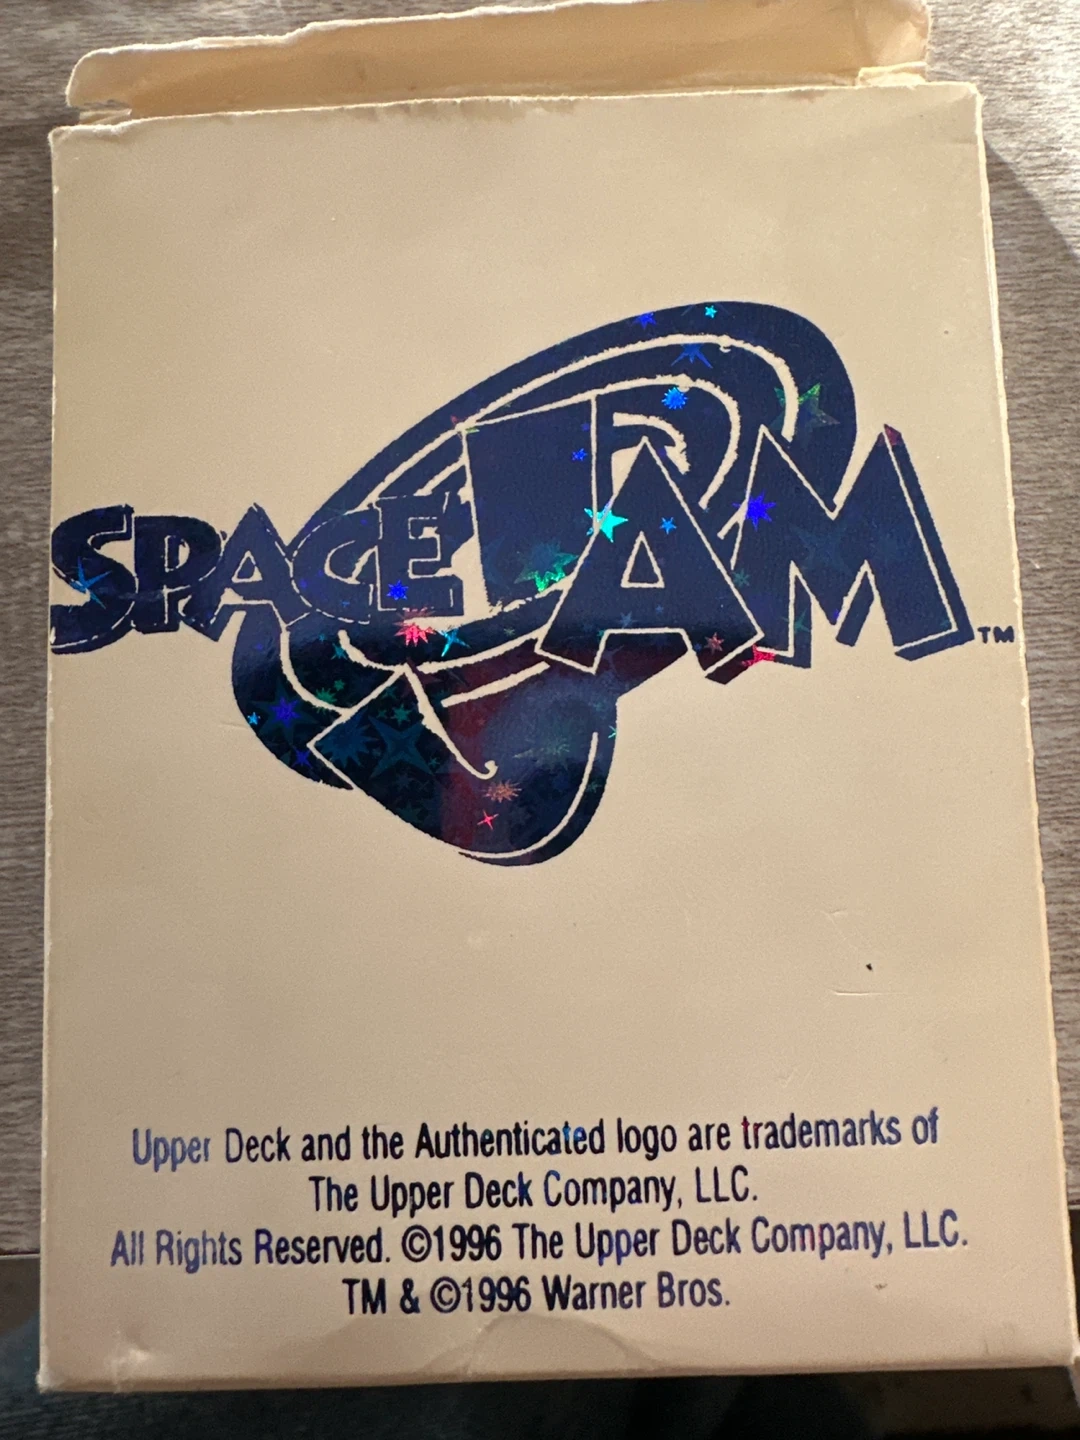 SPACE JAM™
Upper Deck and the Authenticated logo are trademarks of
The Upper Deck Company, LLC.
All Rights Reserved. ©1996 The Upper Deck Company, LLC.
TM & ©1996 Warner Bros.